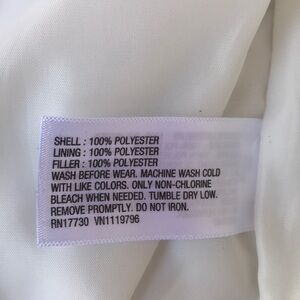 SHELL : 100% POLYESTER
LINING : 100% POLYESTER
FILLER : 100% POLYESTER
WASH BEFORE WEAR. MACHINE WASH COLD
WITH LIKE COLORS. ONLY NON-CHLORINE
BLEACH WHEN NEEDED. TUMBLE DRY LOW.
REMOVE PROMPTLY. DO NOT IRON.
RN17730 VN1119796